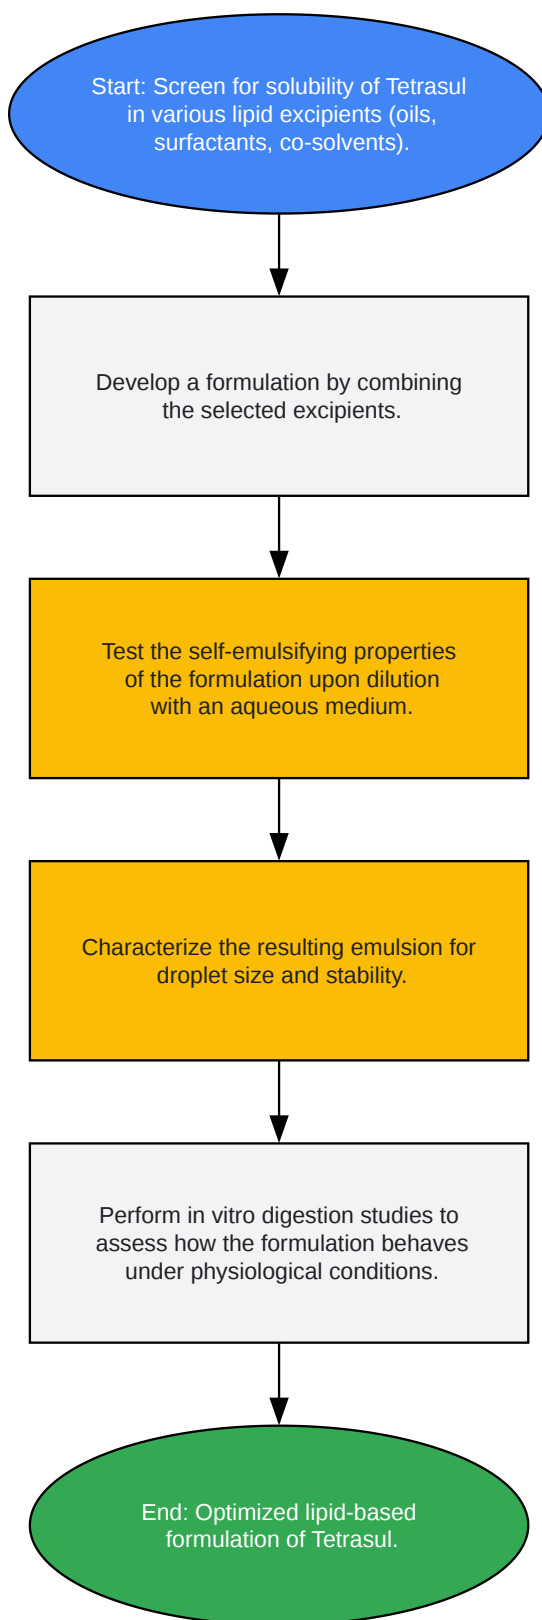 Start: Screen for solubility of Tetrasul
in various lipid excipients (oils,
surfactants, co-solvents).
Develop a formulation by combining
the selected excipients.
Test the self-emulsifying properties
of the formulation upon dilution
with an aqueous medium.
Characterize the resulting emulsion for
droplet size and stability.
Perform in vitro digestion studies to
assess how the formulation behaves
under physiological conditions.
End: Optimized lipid-based
formulation of Tetrasul.